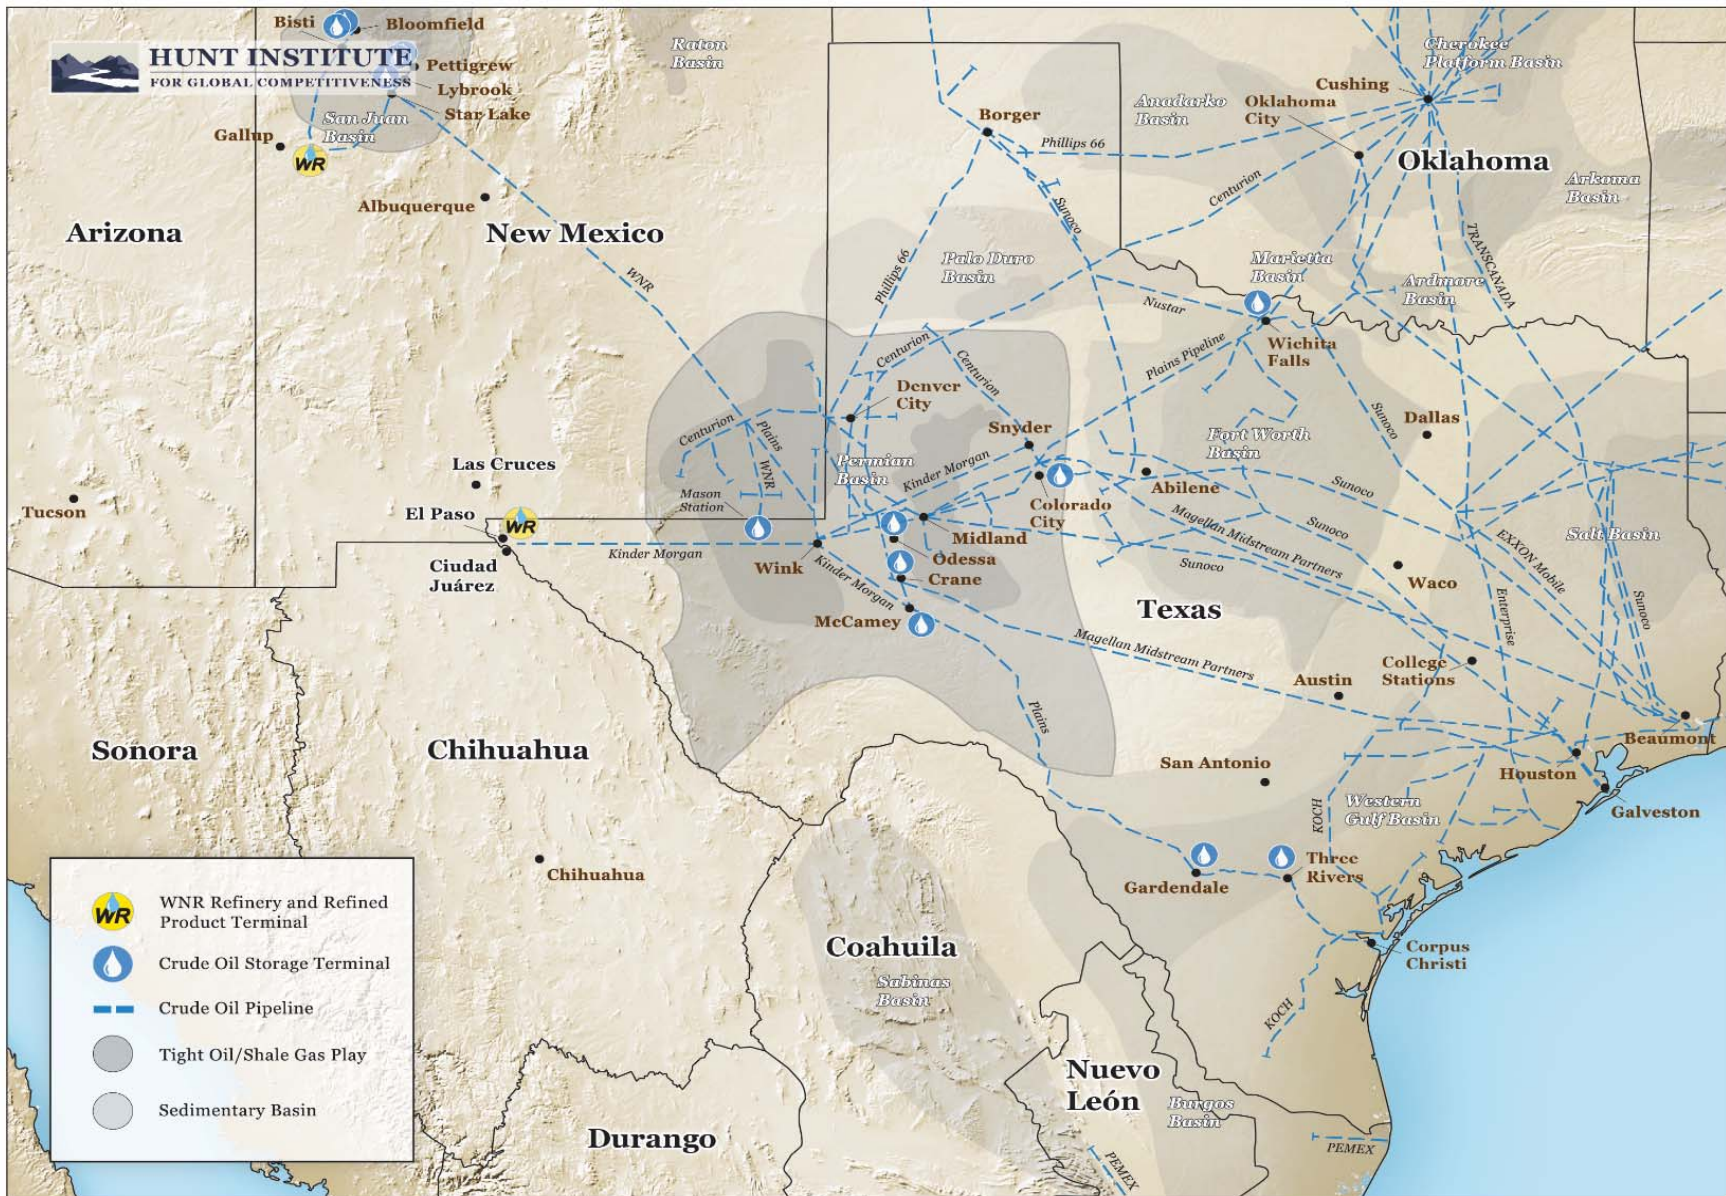 Bisti
Bloomfield
HUNT INSTITUTE
FOR GLOBAL COMPETITIVENESS
Pettigrew
Lybrook
Star Lake
San Juan
Basin
Gallup
WR
Albuquerque
Arizona
New Mexico
WNR
Raton
Basin
Borger
Phillips 66
Anadarko
Basin
Oklahoma
City
Cushing
Cherokee
Platform Basin
Oklahoma
Arkoma
Basin
Centurion
Sunoco
TRANSCANADA
Phillips 66
Palo Duro
Basin
Marietta
Basin
Ardmore
Basin
Nustar
Wichita
Falls
Plains Pipeline
Centurion
Centurion
Denver
City
Snyder
Sunoco
Dallas
Fort Worth
Basin
Centurion
Plains
WNR
Permian
Basin
Kinder Morgan
Las Cruces
Mason
Station
Colorado
City
Abilene
Sunoco
Tucson
El Paso
WR
Midland
Magellan Midstream Partners
Sunoco
EXXON Mobile
Salt Basin
Ciudad
Juárez
Kinder Morgan
Wink
Odessa
Crane
Kinder Morgan
Sunoco
Waco
McCamey
Texas
Enterprise
Sunoco
Magellan Midstream Partners
College
Stations
Austin
Plains
Sonora
Chihuahua
Beaumont
San Antonio
Houston
Galveston
KOCH
Western
Gulf Basin
Chihuahua
Gardendale
Three
Rivers
Coahuila
Sabinas
Basin
Corpus
Christi
KOCH
Nuevo
León
Burgos
Basin
Durango
PEMEX
PEMEX
WR
WNR Refinery and Refined
Product Terminal
Crude Oil Storage Terminal
Crude Oil Pipeline
Tight Oil/Shale Gas Play
Sedimentary Basin